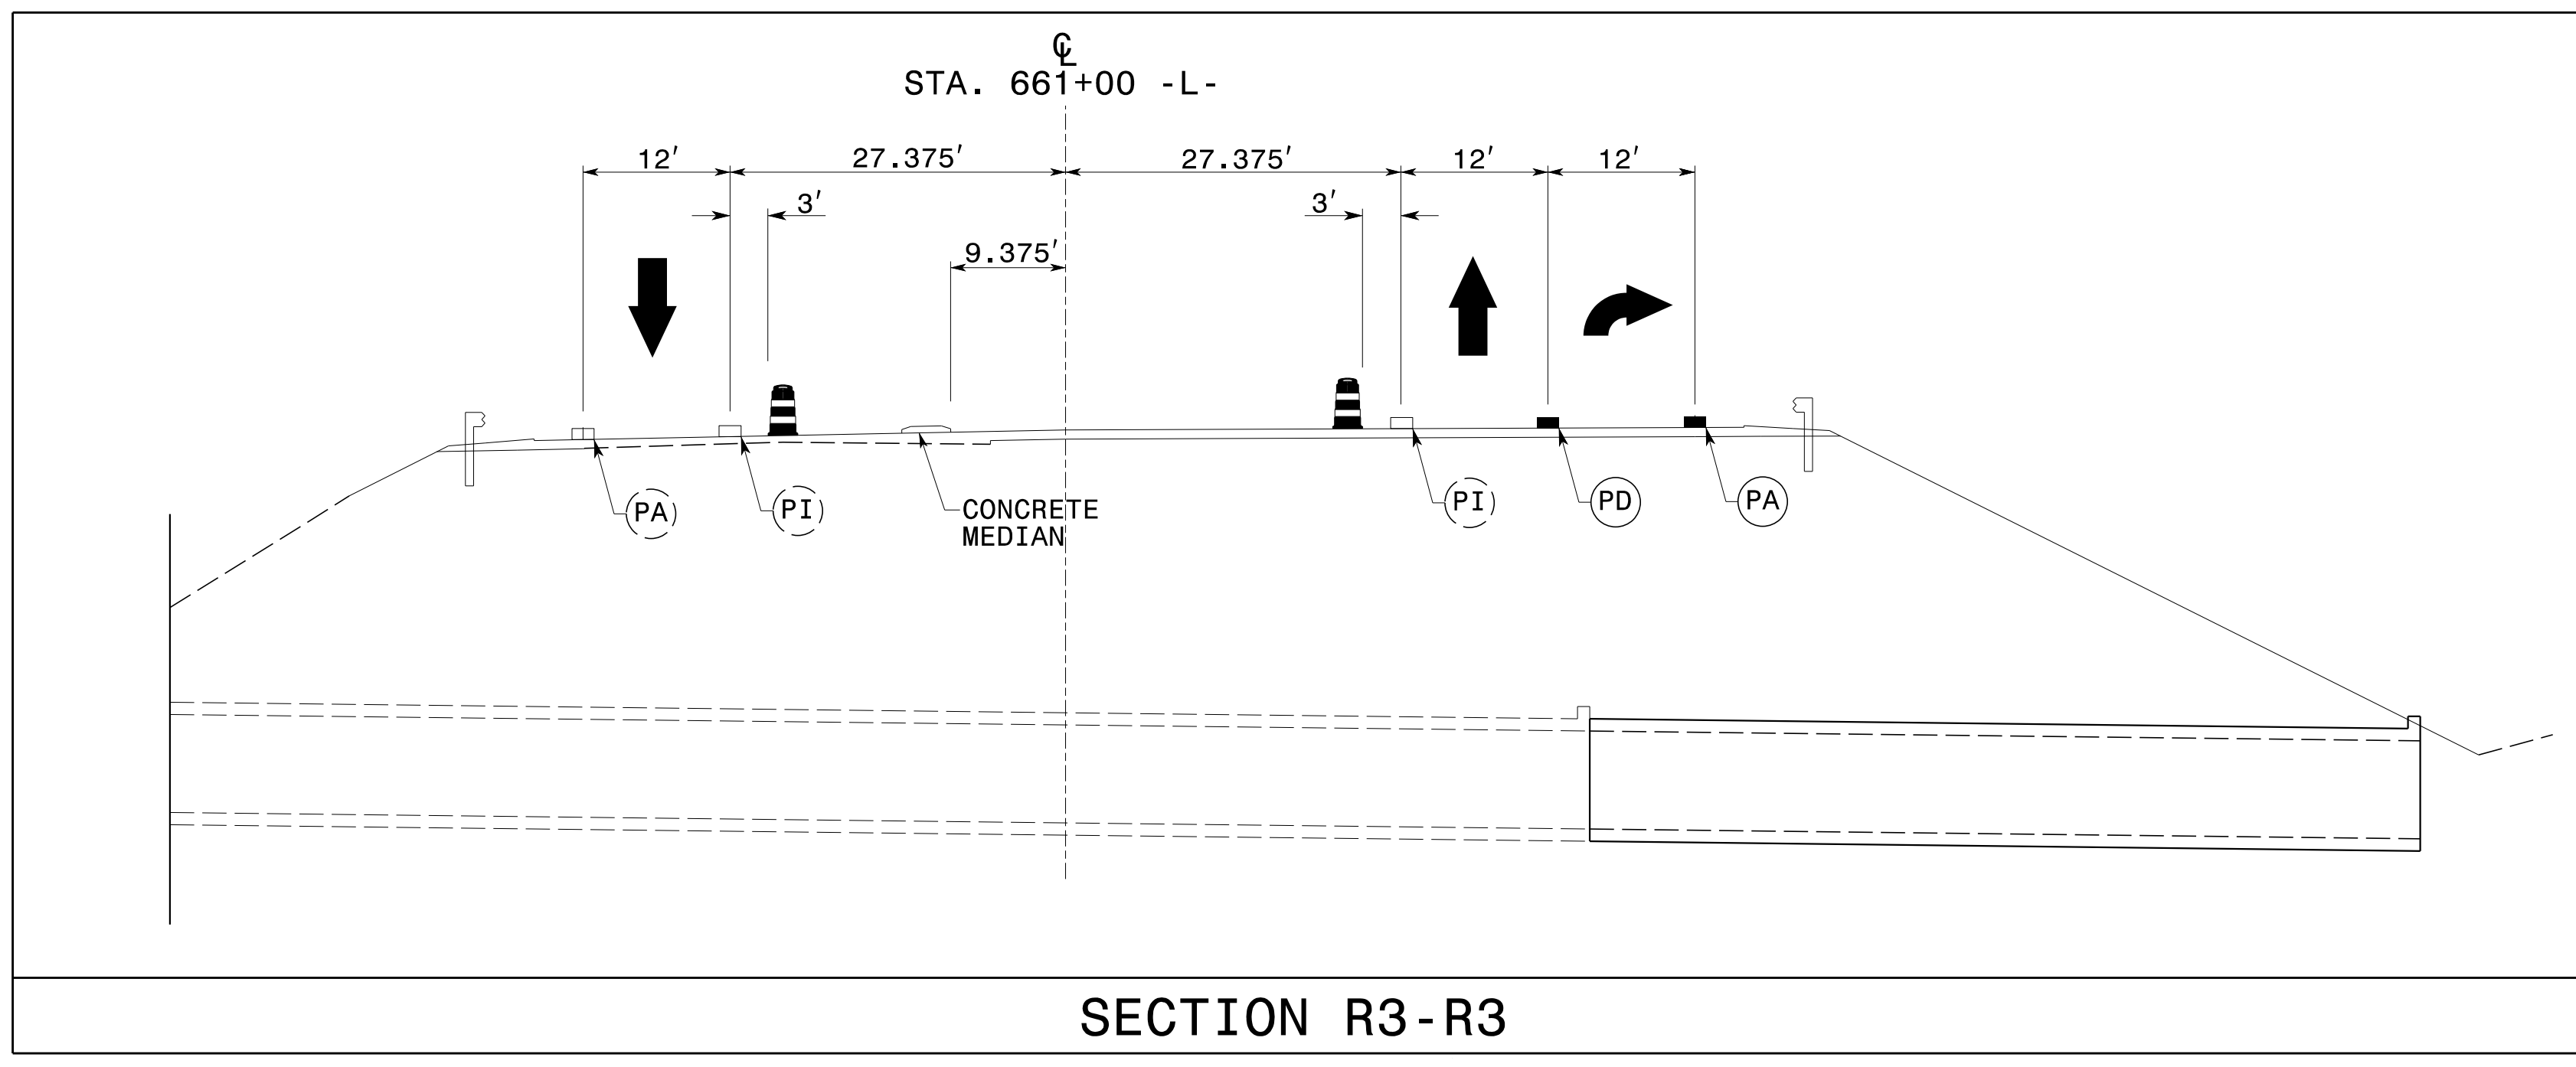 ℄
STA. 661+00 -L-
12' 27.375' 27.375' 12' 12'
3' 3'
9.375'
PA PI CONCRETE
MEDIAN
PI PD PA
SECTION R3-R3